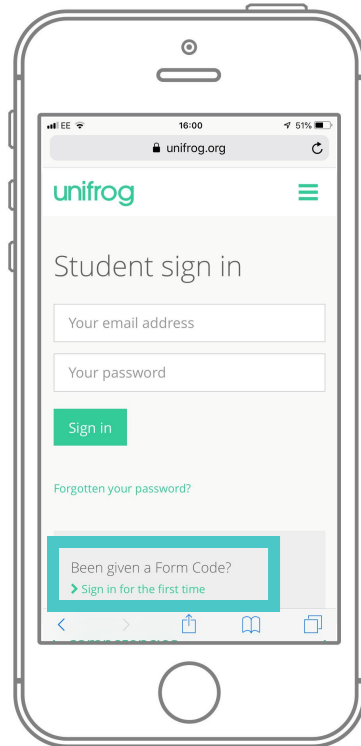 EE 16:00 51%
unifrog.org
unifrog
Student sign in
Your email address
Your password
Sign in
Forgotten your password?
Been given a Form Code?
Sign in for the first time